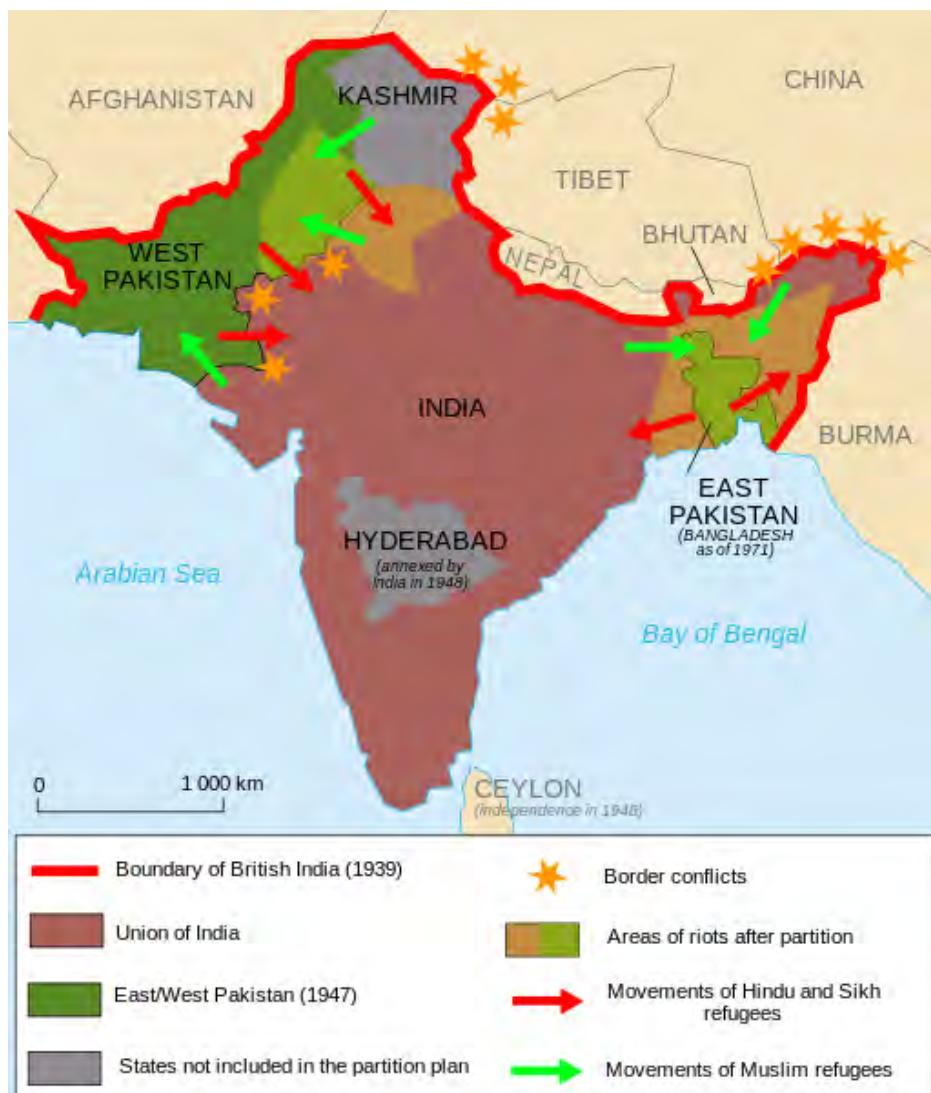 AFGHANISTAN
KASHMIR
CHINA
TIBET
BHUTAN
NEPAL
WEST
PAKISTAN
INDIA
BURMA
EAST
PAKISTAN
(BANGLADESH
as of 1971)
HYDERABAD
(annexed by
India in 1948)
Arabian Sea
Bay of Bengal
0 1 000 km
CEYLON
(independence in 1948)
Boundary of British India (1939)
Union of India
East/West Pakistan (1947)
States not included in the partition plan
Border conflicts
Areas of riots after partition
Movements of Hindu and Sikh
refugees
Movements of Muslim refugees